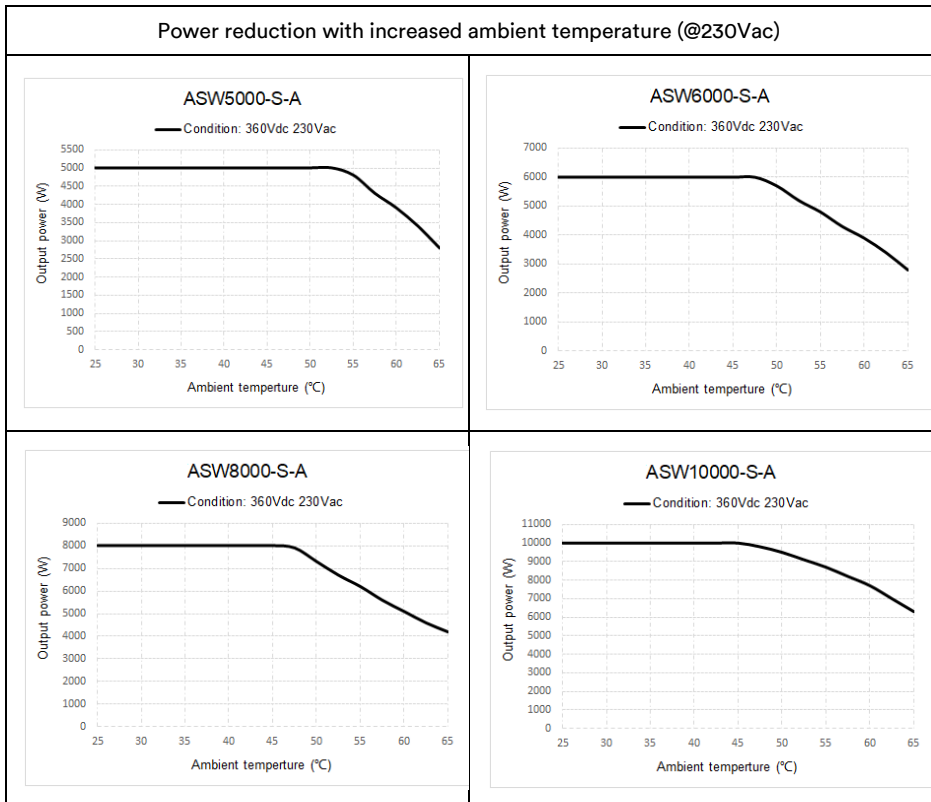 Power reduction with increased ambient temperature (@230Vac)
ASW5000-S-A
Condition: 360Vdc 230Vac
Output power (W)
5500
5000
4500
4000
3500
3000
2500
2000
1500
1000
500
0
25 30 35 40 45 50 55 60 65
Ambient temperture (℃)
ASW6000-S-A
Condition: 360Vdc 230Vac
Output power (W)
7000
6000
5000
4000
3000
2000
1000
0
25 30 35 40 45 50 55 60 65
Ambient temperture (℃)
ASW8000-S-A
Condition: 360Vdc 230Vac
Output power (W)
9000
8000
7000
6000
5000
4000
3000
2000
1000
0
25 30 35 40 45 50 55 60 65
Ambient temperture (℃)
ASW10000-S-A
Condition: 360Vdc 230Vac
Output power (W)
11000
10000
9000
8000
7000
6000
5000
4000
3000
2000
1000
0
25 30 35 40 45 50 55 60 65
Ambient temperture (℃)